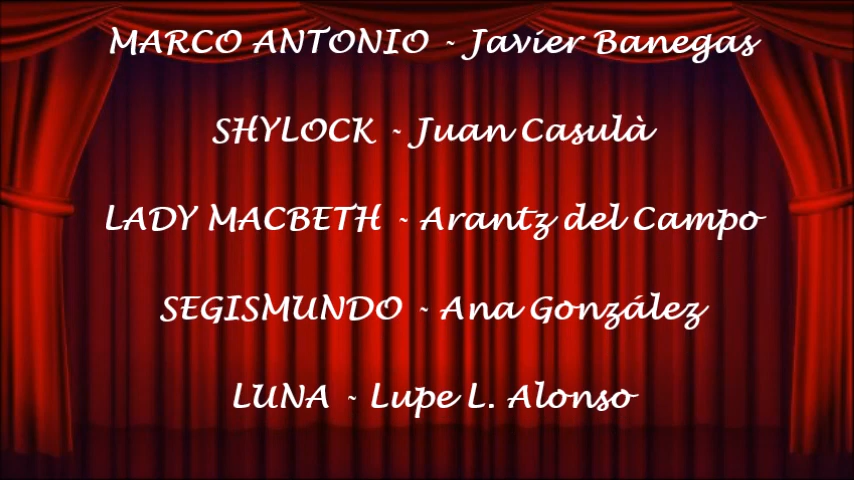 MARCO ANTONIO - Javier Banegas
SHYLOCK - Juan Casulà
LADY MACBETH - Arantz del Campo
SEGISMUNDO - Ana González
LUNA - Lupe L. Alonso